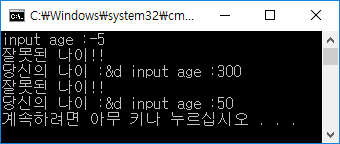 C:₩Windows₩system32₩cm...
input age :-5
잘못된 나이!!
당신의 나이 :&d input age :300
잘못된 나이!!
당신의 나이 :&d input age :50
계속하려면 아무 키나 누르십시오 . . .